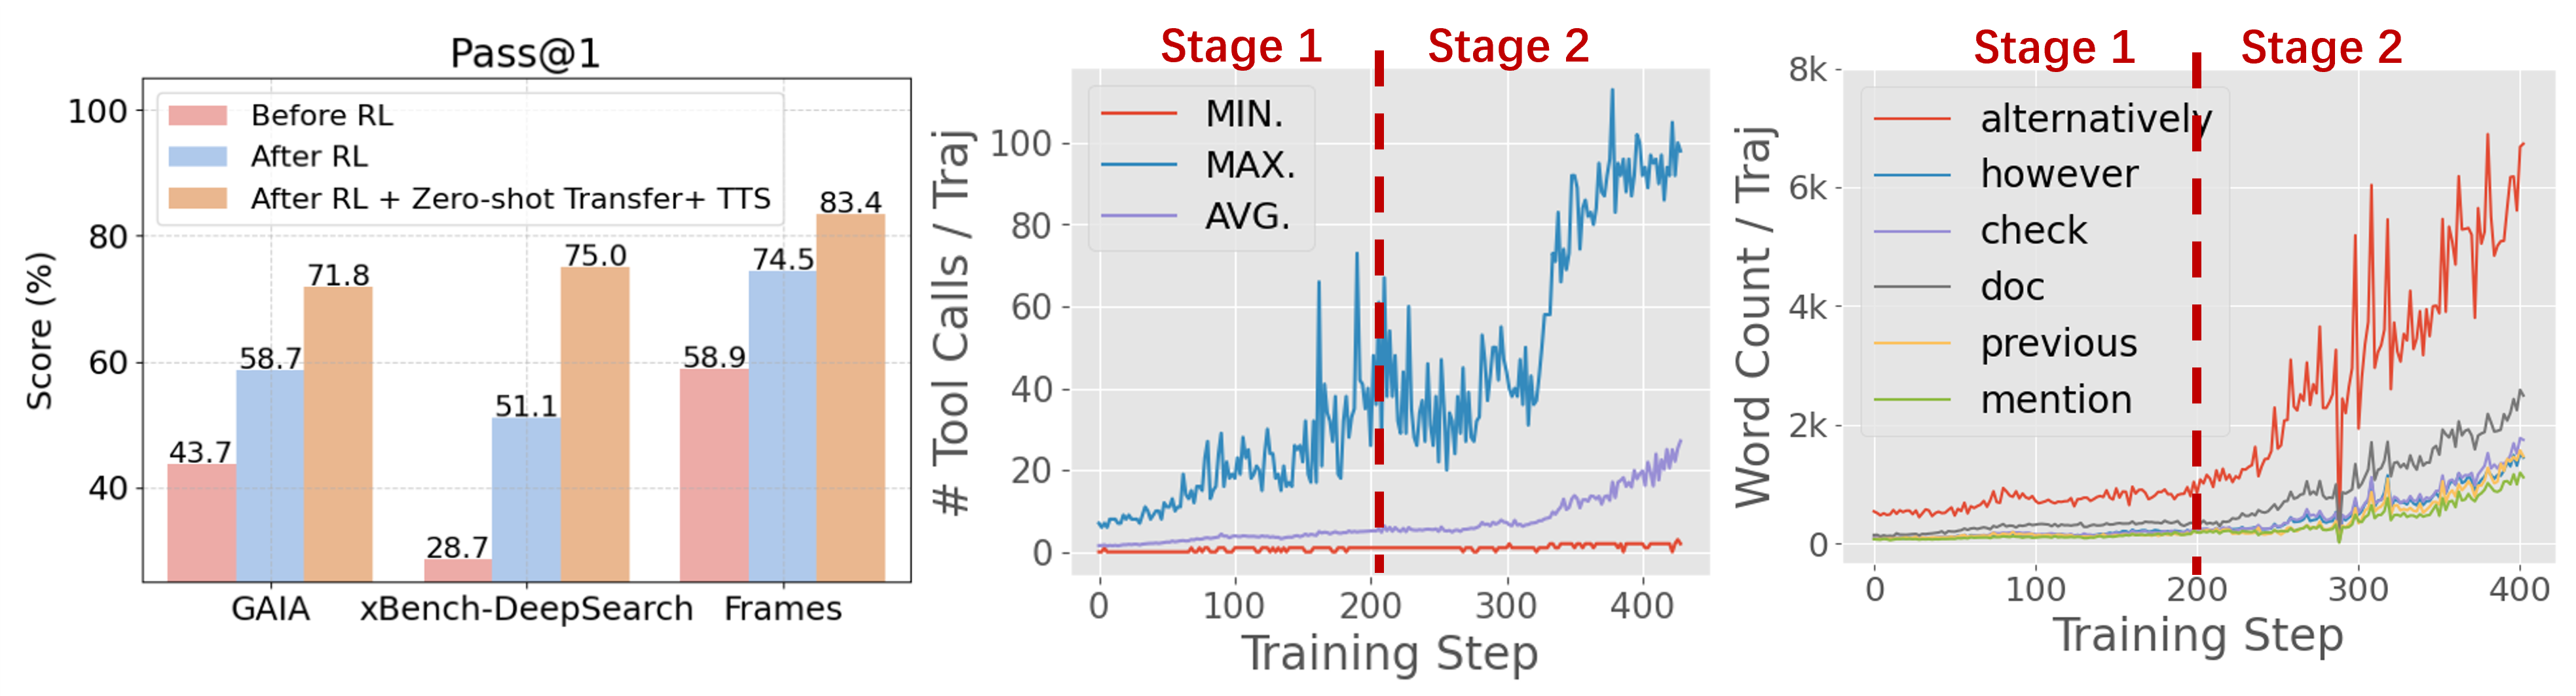 Pass@1
Score (%)
100
80
60
40
Before RL
After RL
After RL + Zero-shot Transfer+ TTS
43.7
58.7
71.8
28.7
51.1
75.0
58.9
74.5
83.4
GAIA
xBench-DeepSearch
Frames
Stage 1
Stage 2
# Tool Calls / Traj
100
80
60
40
20
0
MIN.
MAX.
AVG.
0
100
200
300
400
Training Step
Stage 1
Stage 2
Word Count / Traj
8k
6k
4k
2k
0
alternatively
however
check
doc
previous
mention
0
100
200
300
400
Training Step